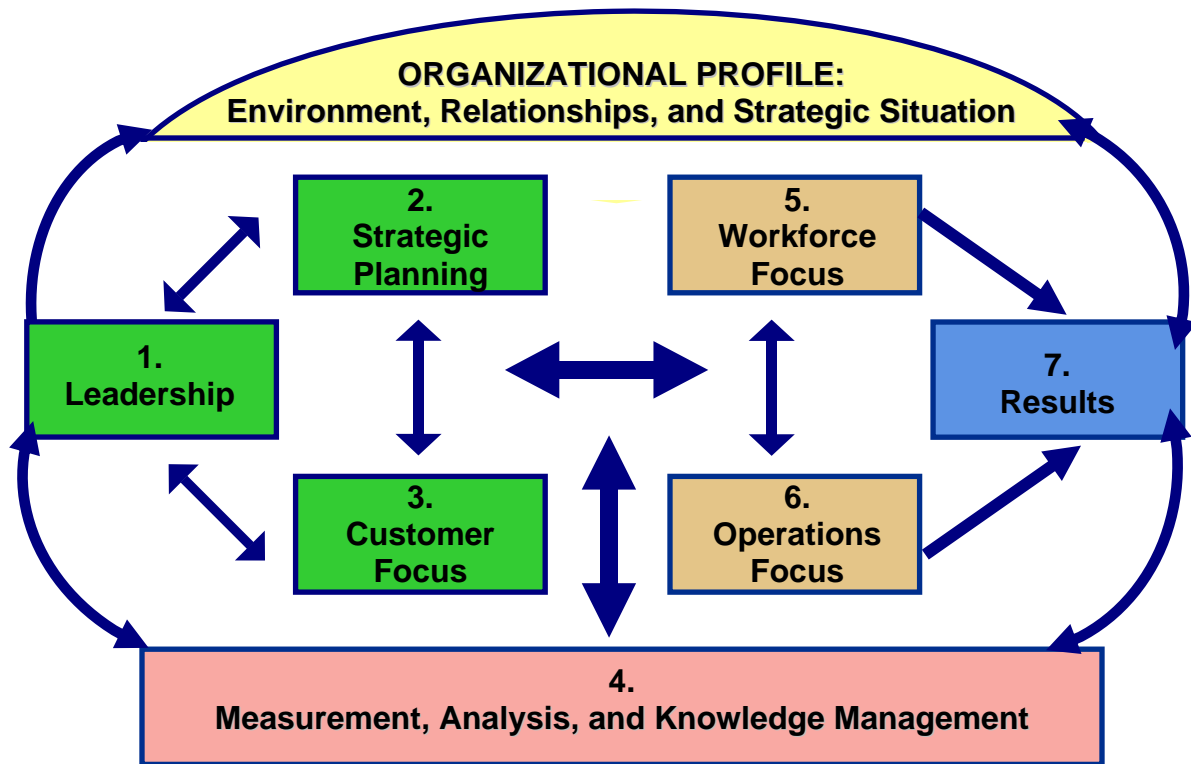 ORGANIZATIONAL PROFILE:
Environment, Relationships, and Strategic Situation
2.
Strategic
Planning
5.
Workforce
Focus
1.
Leadership
7.
Results
3.
Customer
Focus
6.
Operations
Focus
4.
Measurement, Analysis, and Knowledge Management